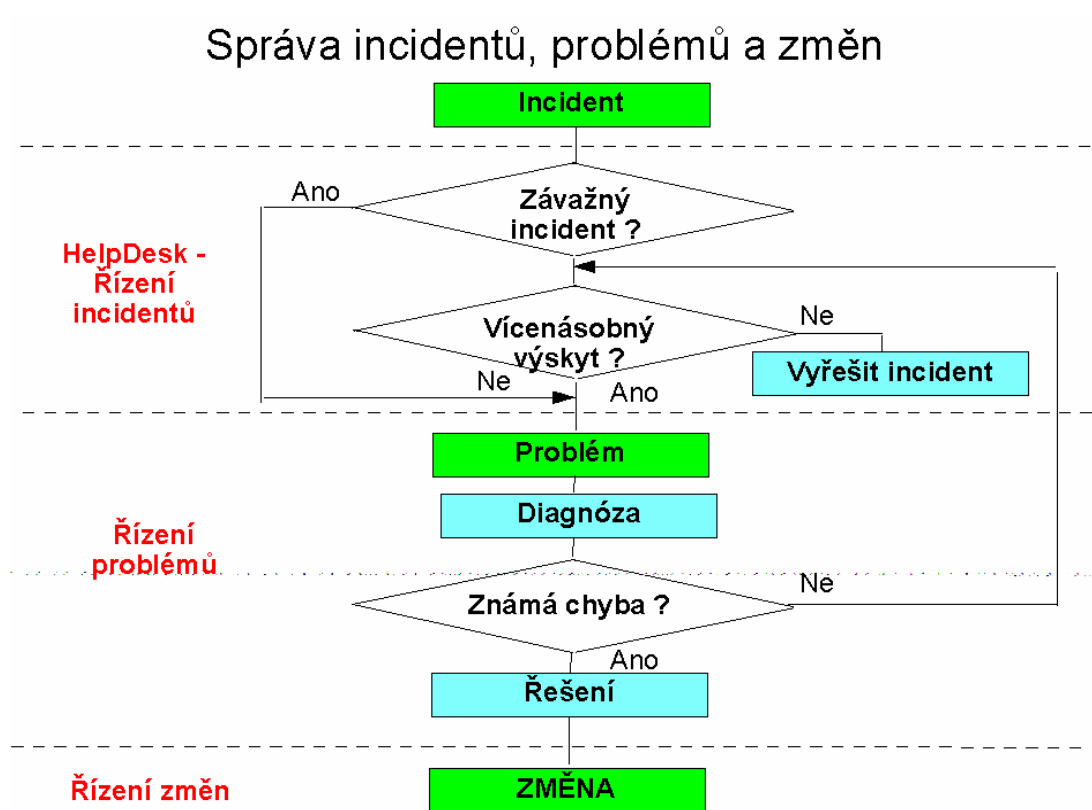 Správa incidentů, problémů a změn
Incident
Ano
Závažný
incident ?
HelpDesk -
Řízení
incidentů
Vícenásobný
výskyt ?
Ne
Vyřešit incident
Ne
Ano
Problém
Diagnóza
Řízení
problémů
Známá chyba ?
Ne
Ano
Řešení
Řízení změn
ZMĚNA